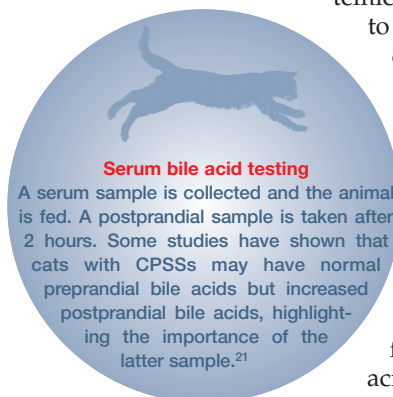 temic
to
Serum bile acid testing
A serum sample is collected and the animal
is fed. A postprandial sample is taken after
2 hours. Some studies have shown that
cats with CPSSs may have normal
preprandial bile acids but increased
postprandial bile acids, highlight-
ing the importance of the
latter sample.21
f
aci